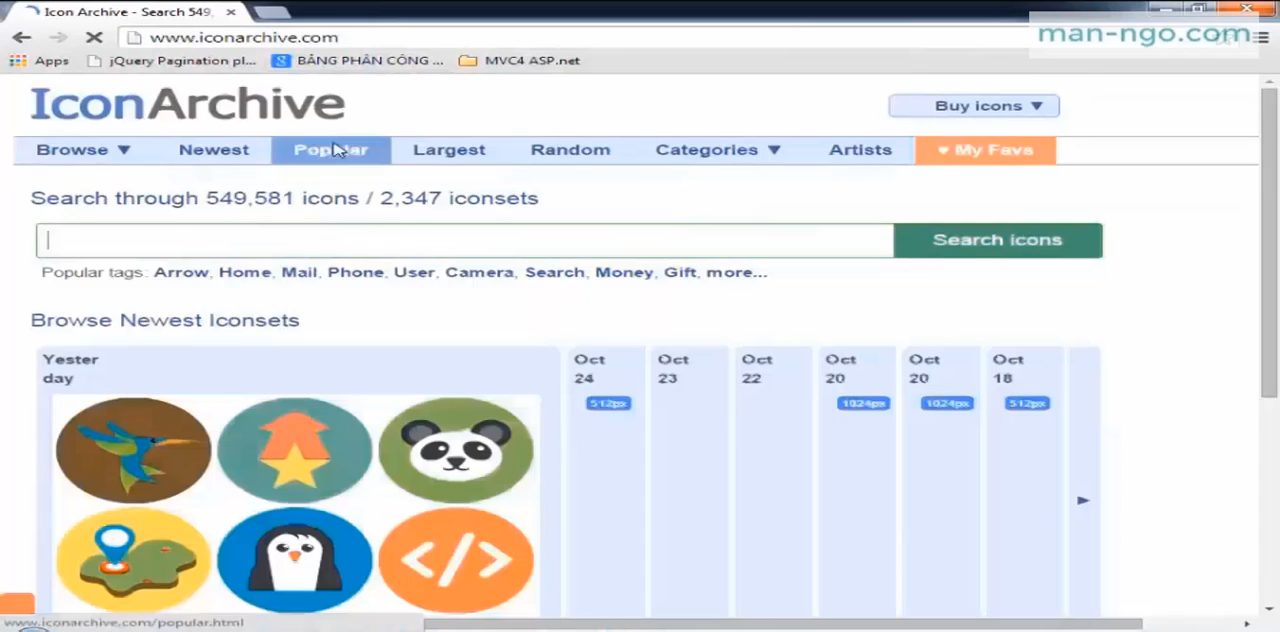 Icon Archive - Search 549,
www.iconarchive.com
man-ngo.com
Apps jQuery Pagination pl... BẢNG PHÂN CÔNG ... MVC4 ASP.net
IconArchive
Buy icons ▼
Browse ▼ Newest Popular Largest Random Categories ▼ Artists ♥ My Favs
Search through 549,581 icons / 2,347 iconsets
Search icons
Popular tags: Arrow, Home, Mail, Phone, User, Camera, Search, Money, Gift, more...
Browse Newest Iconsets
Yester
day
Oct
24
Oct
23
Oct
22
Oct
20
Oct
20
Oct
18
512px 1024px 1024px 512px
</>
www.iconarchive.com/popular.html